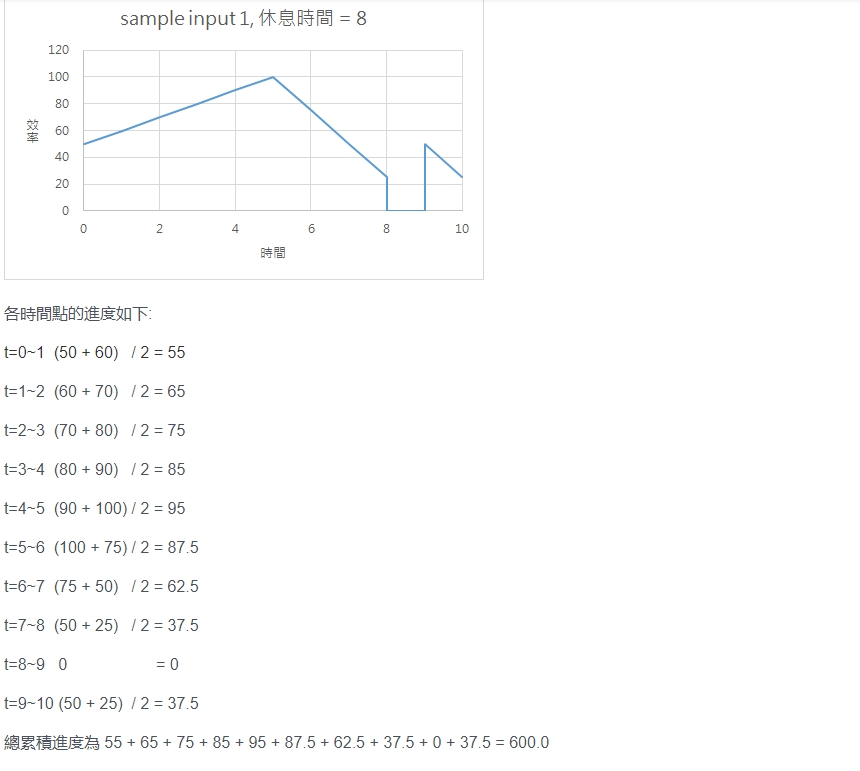 sample input 1, 休息時間 = 8
120
100
80
60
40
20
0
效率
0 2 4 6 8 10
時間
各時間點的進度如下:
t=0~1 (50 + 60) / 2 = 55
t=1~2 (60 + 70) / 2 = 65
t=2~3 (70 + 80) / 2 = 75
t=3~4 (80 + 90) / 2 = 85
t=4~5 (90 + 100) / 2 = 95
t=5~6 (100 + 75) / 2 = 87.5
t=6~7 (75 + 50) / 2 = 62.5
t=7~8 (50 + 25) / 2 = 37.5
t=8~9 0 = 0
t=9~10 (50 + 25) / 2 = 37.5
總累積進度為 55 + 65 + 75 + 85 + 95 + 87.5 + 62.5 + 37.5 + 0 + 37.5 = 600.0